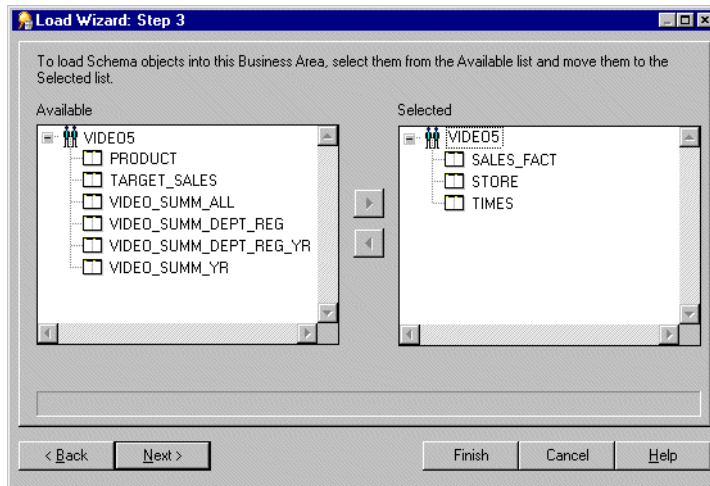 Load Wizard: Step 3
To load Schema objects into this Business Area, select them from the Available list and move them to the
Selected list.
Available
VIDEO5
PRODUCT
TARGET_SALES
VIDEO_SUMM_ALL
VIDEO_SUMM_DEPT_REG
VIDEO_SUMM_DEPT_REG_YR
VIDEO_SUMM_YR
Selected
VIDEO5
SALES_FACT
STORE
TIMES
< Back
Next >
Finish
Cancel
Help